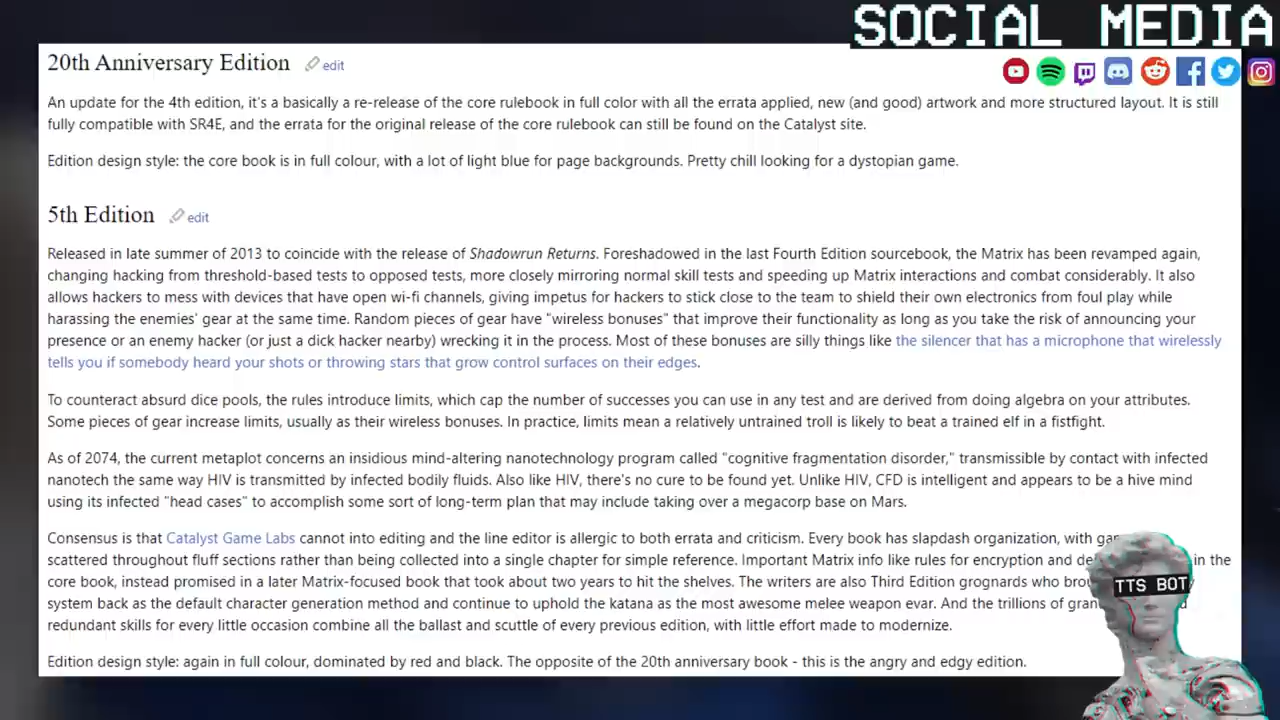 SOCIAL MEDIA
20th Anniversary Edition edit
An update for the 4th edition, it's a basically a re-release of the core rulebook in full color with all the errata applied, new (and good) artwork and more structured layout. It is still
fully compatible with SR4E, and the errata for the original release of the core rulebook can still be found on the Catalyst site.
Edition design style: the core book is in full colour, with a lot of light blue for page backgrounds. Pretty chill looking for a dystopian game.
5th Edition edit
Released in late summer of 2013 to coincide with the release of Shadowrun Returns. Foreshadowed in the last Fourth Edition sourcebook, the Matrix has been revamped again,
changing hacking from threshold-based tests to opposed tests, more closely mirroring normal skill tests and speeding up Matrix interactions and combat considerably. It also
allows hackers to mess with devices that have open wi-fi channels, giving impetus for hackers to stick close to the team to shield their own electronics from foul play while
harassing the enemies' gear at the same time. Random pieces of gear have "wireless bonuses" that improve their functionality as long as you take the risk of announcing your
presence or an enemy hacker (or just a dick hacker nearby) wrecking it in the process. Most of these bonuses are silly things like the silencer that has a microphone that wirelessly
tells you if somebody heard your shots or throwing stars that grow control surfaces on their edges.
To counteract absurd dice pools, the rules introduce limits, which cap the number of successes you can use in any test and are derived from doing algebra on your attributes.
Some pieces of gear increase limits, usually as their wireless bonuses. In practice, limits mean a relatively untrained troll is likely to beat a trained elf in a fistfight.
As of 2074, the current metaplot concerns an insidious mind-altering nanotechnology program called "cognitive fragmentation disorder," transmissible by contact with infected
nanotech the same way HIV is transmitted by infected bodily fluids. Also like HIV, there's no cure to be found yet. Unlike HIV, CFD is intelligent and appears to be a hive mind
using its infected "head cases" to accomplish some sort of long-term plan that may include taking over a megacorp base on Mars.
Consensus is that Catalyst Game Labs cannot into editing and the line editor is allergic to both errata and criticism. Every book has slapdash organization, with
scattered throughout fluff sections rather than being collected into a single chapter for simple reference. Important Matrix info like rules for encryption and in the
core book, instead promised in a later Matrix-focused book that took about two years to hit the shelves. The writers are also Third Edition grognards who
system back as the default character generation method and continue to uphold the katana as the most awesome melee weapon evar. And the trillions of
redundant skills for every little occasion combine all the ballast and scuttle of every previous edition, with little effort made to modernize.
Edition design style: again in full colour, dominated by red and black. The opposite of the 20th anniversary book - this is the angry and edgy edition.
TTS BOT